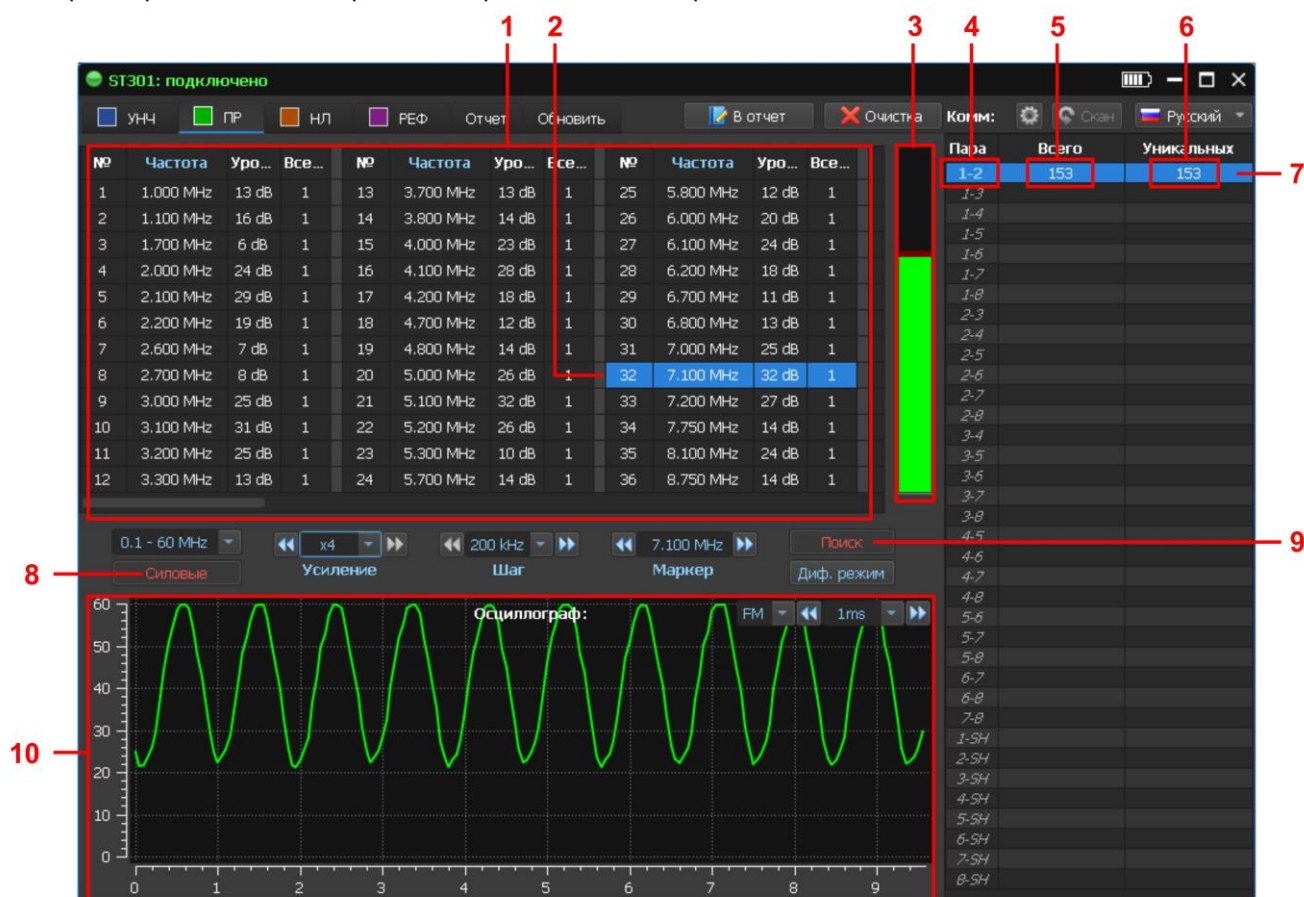 1 2 3 4 5 6
ST301: подключено
УНЧ ПР НЛ РЕФ Отчет Обновить В отчет Очистка Комм: Скан Русский
№ Частота Уро... Все... № Частота Уро... Все... № Частота Уро... Все... Пара Всего Уникальных
1-2 153 153 7
1 1.000 MHz 13 dB 1 13 3.700 MHz 13 dB 1 25 5.800 MHz 12 dB 1 1-3
2 1.100 MHz 16 dB 1 14 3.800 MHz 14 dB 1 26 6.000 MHz 20 dB 1 1-4
1-5
3 1.700 MHz 6 dB 1 15 4.000 MHz 23 dB 1 27 6.100 MHz 24 dB 1 1-6
4 2.000 MHz 24 dB 1 16 4.100 MHz 28 dB 1 28 6.200 MHz 18 dB 1 1-7
5 2.100 MHz 29 dB 1 17 4.200 MHz 18 dB 1 29 6.700 MHz 11 dB 1 1-8
2-3
6 2.200 MHz 19 dB 1 18 4.700 MHz 12 dB 1 30 6.800 MHz 13 dB 1 2-4
7 2.600 MHz 7 dB 1 19 4.800 MHz 14 dB 1 31 7.000 MHz 25 dB 1 2-5
8 2.700 MHz 8 dB 1 20 5.000 MHz 26 dB 1 32 7.100 MHz 32 dB 1 2-6
9 3.000 MHz 25 dB 1 21 5.100 MHz 32 dB 1 33 7.200 MHz 27 dB 1 2-7
2-8
10 3.100 MHz 31 dB 1 22 5.200 MHz 26 dB 1 34 7.750 MHz 14 dB 1 3-4
11 3.200 MHz 25 dB 1 23 5.300 MHz 10 dB 1 35 8.100 MHz 24 dB 1 3-5
12 3.300 MHz 13 dB 1 24 5.700 MHz 14 dB 1 36 8.750 MHz 14 dB 1 3-6
3-7
3-8
0.1 - 60 MHz x4 200 kHz 7.100 MHz Поиск 4-5 9
4-6
8 Силовые Усиление Шаг Маркер Диф. режим 4-7
4-8
60 Осциллограф: FM 1ms 5-6
5-7
50 5-8
6-7
40 6-8
7-8
10 30 1-SH
2-SH
20 3-SH
4-SH
10 5-SH
6-SH
0 7-SH
0 1 2 3 4 5 6 7 8 9 8-SH